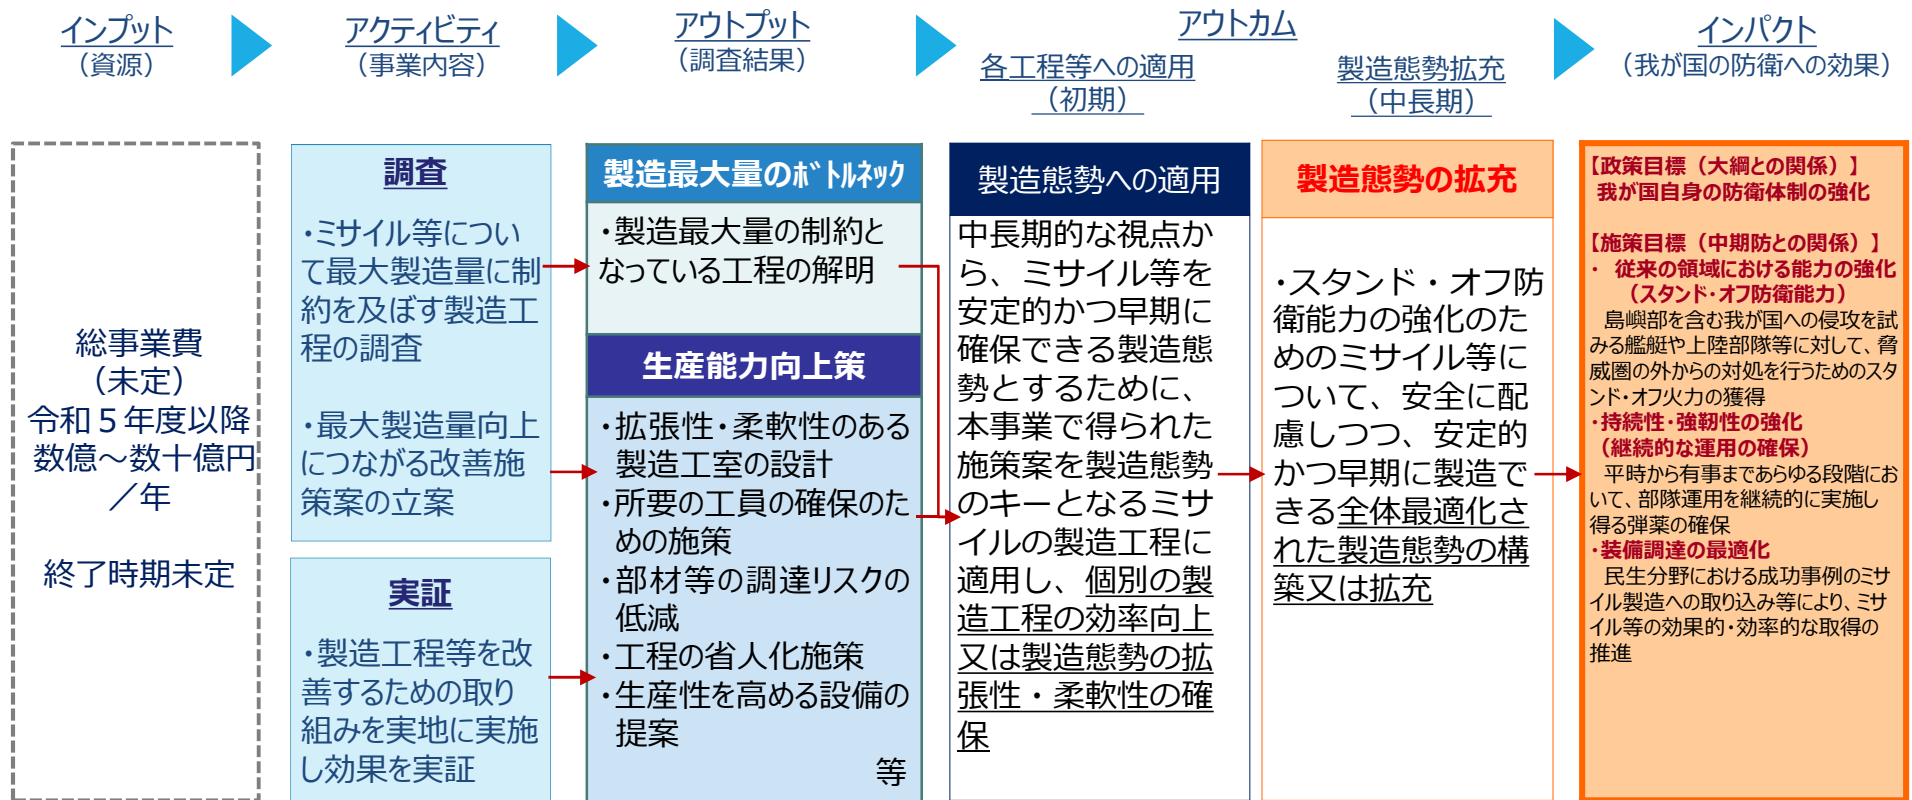 インプット
（資源）
アクティビティ
（事業内容）
アウトプット
（調査結果）
アウトカム
各工程等への適用
（初期）
製造態勢拡充
（中長期）
インパクト
（我が国の防衛への効果）
総事業費
（未定）
令和５年度以降
数億～数十億円
／年
終了時期未定
調査
・ミサイル等につい
て最大製造量に制
約を及ぼす製造工
程の調査
・最大製造量向上
につながる改善施
策案の立案
実証
・製造工程等を改
善するための取り
組みを実地に実施
し効果を実証
製造最大量のﾎﾞﾄﾙﾈｯｸ
・製造最大量の制約と
なっている工程の解明
生産能力向上策
・拡張性・柔軟性のある
製造工室の設計
・所要の工員の確保のた
めの施策
・部材等の調達リスクの
低減
・工程の省人化施策
・生産性を高める設備の
提案
等
製造態勢への適用
中長期的な視点か
ら、ミサイル等を
安定的かつ早期に
確保できる製造態
勢とするために、
本事業で得られた
施策案を製造態勢
のキーとなるミサ
イルの製造工程に
適用し、個別の製
造工程の効率向上
又は製造態勢の拡
張性・柔軟性の確
保
製造態勢の拡充
・スタンド・オフ防
衛能力の強化のた
めのミサイル等に
ついて、安全に配
慮しつつ、安定的
かつ早期に製造で
きる全体最適化さ
れた製造態勢の構
築又は拡充
【政策目標（大綱との関係）】
我が国自身の防衛体制の強化
【施策目標（中期防との関係）】
・ 従来の領域における能力の強化
（スタンド・オフ防衛能力）
島嶼部を含む我が国への侵攻を試
みる艦艇や上陸部隊等に対して、脅
威圏の外からの対処を行うためのスタ
ンド・オフ火力の獲得
・持続性・強靭性の強化
（継続的な運用の確保）
平時から有事まであらゆる段階にお
いて、部隊運用を継続的に実施し
得る弾薬の確保
・装備調達の最適化
民生分野における成功事例のミサ
イル製造への取り込み等により、ミサ
イル等の効果的・効率的な取得の
推進